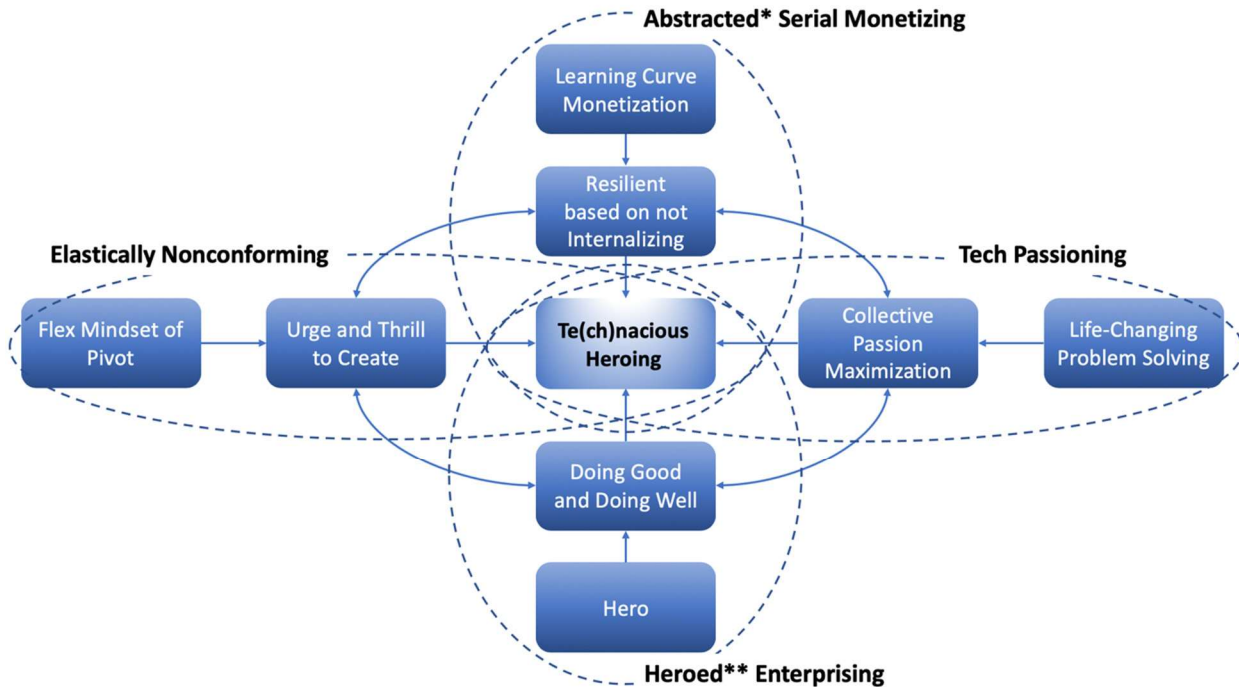 Abstracted* Serial Monetizing
Learning Curve
Monetization
Resilient
based on not
Internalizing
Elastically Nonconforming
Tech Passioning
Flex Mindset of
Pivot
Urge and Thrill
to Create
Te(ch)nacious
Heroing
Collective
Passion
Maximization
Life-Changing
Problem Solving
Doing Good
and Doing Well
Hero
Heroed** Enterprising